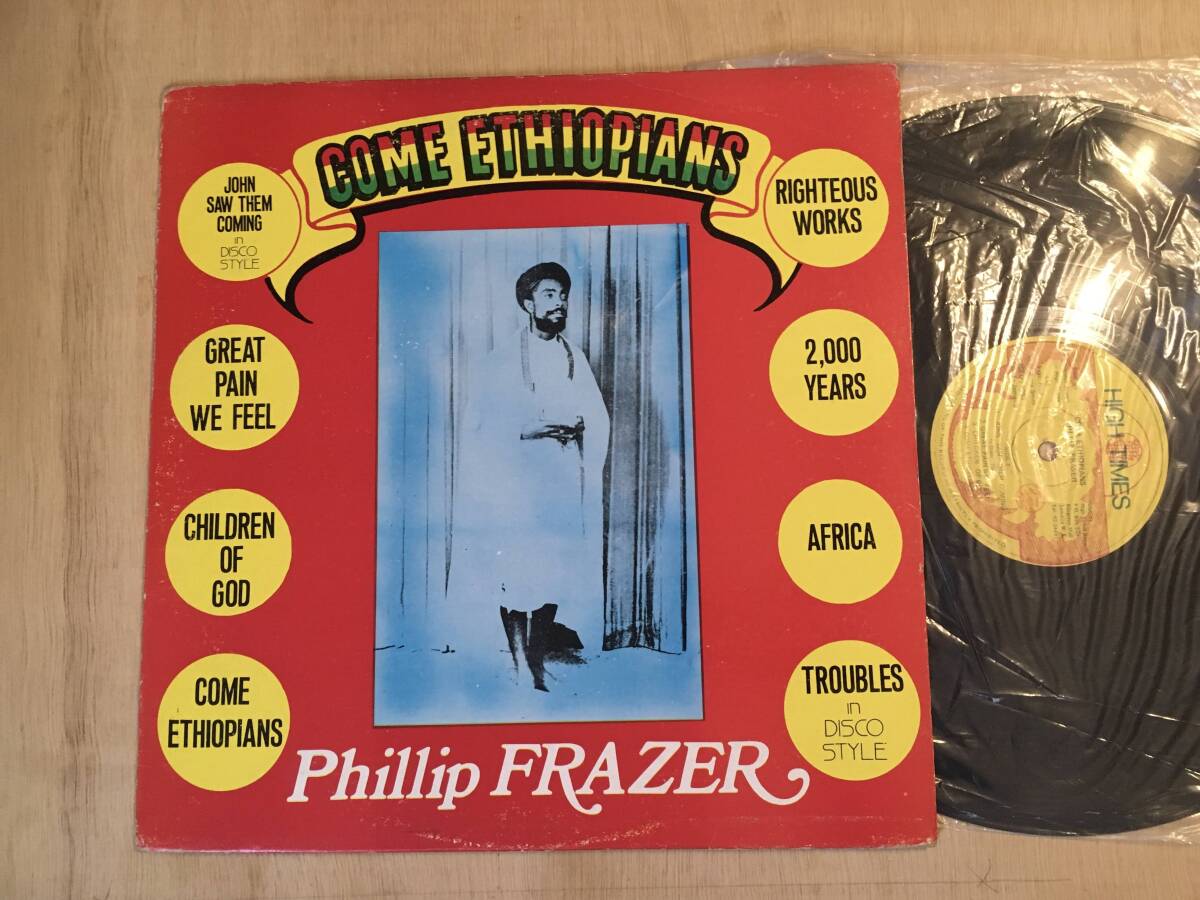 COME ETHIOPIANS
JOHN
SAW THEM
COMING
in
DISCO
STYLE
GREAT
PAIN
WE FEEL
CHILDREN
OF
GOD
COME
ETHIOPIANS
RIGHTEOUS
WORKS
2,000
YEARS
AFRICA
TROUBLES
in
DISCO
STYLE
Phillip FRAZER
HIGH TIMES